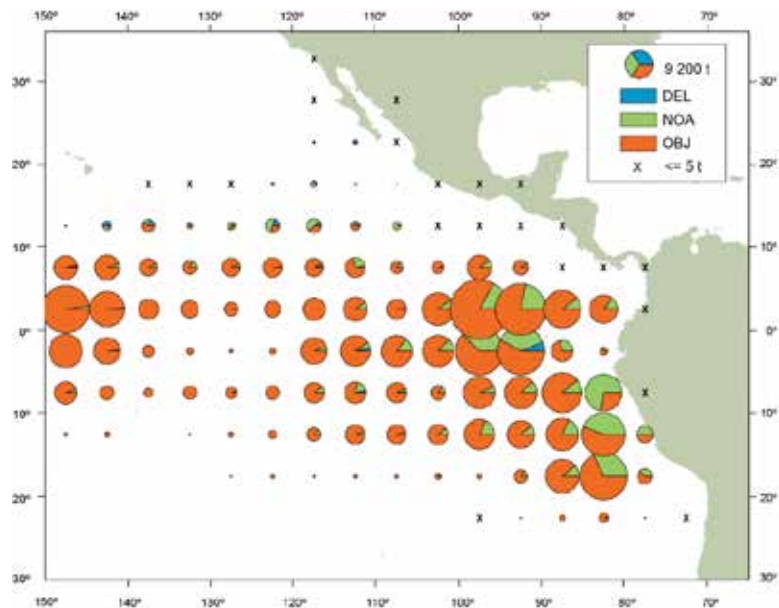 150° 140° 130° 120° 110° 100° 90° 80° 70°
X
9 200 t
30° 30°
DEL
X X
NOA
X
OBJ
20° X <= 5 t 20°
X X X X X X
X X X X
10° 10°
X X X
X
0° 0°
X
10° 10°
20° 20°
X X
30° 30°
150° 140° 130° 120° 110° 100° 90° 80° 70°